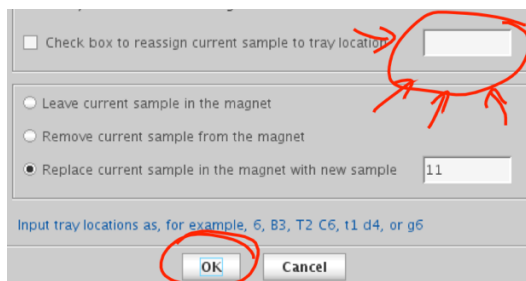 Check box to reassign current sample to tray location
Leave current sample in the magnet
Remove current sample from the magnet
Replace current sample in the magnet with new sample 11
Input tray locations as, for example, 6, B3, T2 C6, t1 d4, or g6
OK Cancel